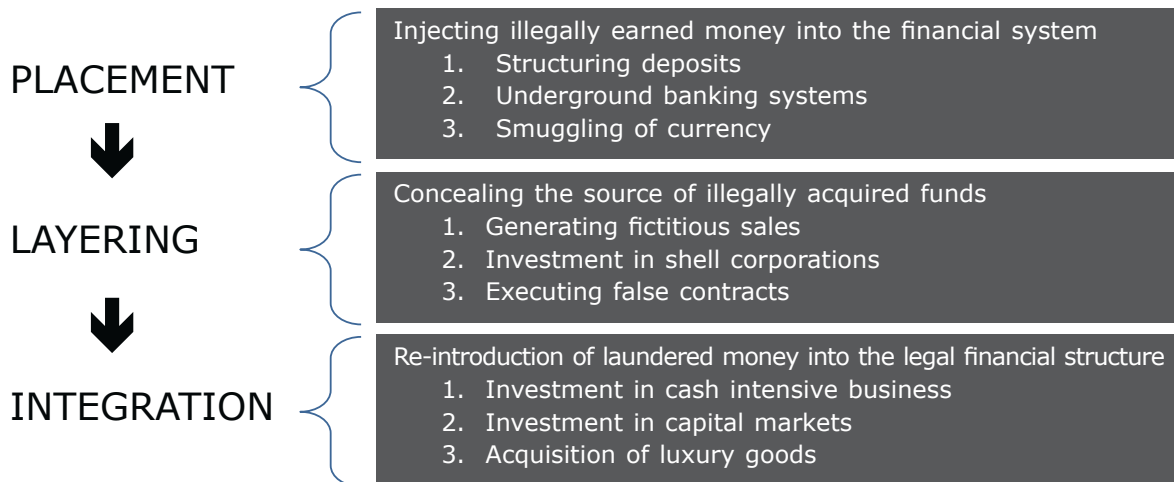 PLACEMENT
Injecting illegally earned money into the financial system
1. Structuring deposits
2. Underground banking systems
3. Smuggling of currency
LAYERING
Concealing the source of illegally acquired funds
1. Generating fictitious sales
2. Investment in shell corporations
3. Executing false contracts
INTEGRATION
Re-introduction of laundered money into the legal financial structure
1. Investment in cash intensive business
2. Investment in capital markets
3. Acquisition of luxury goods